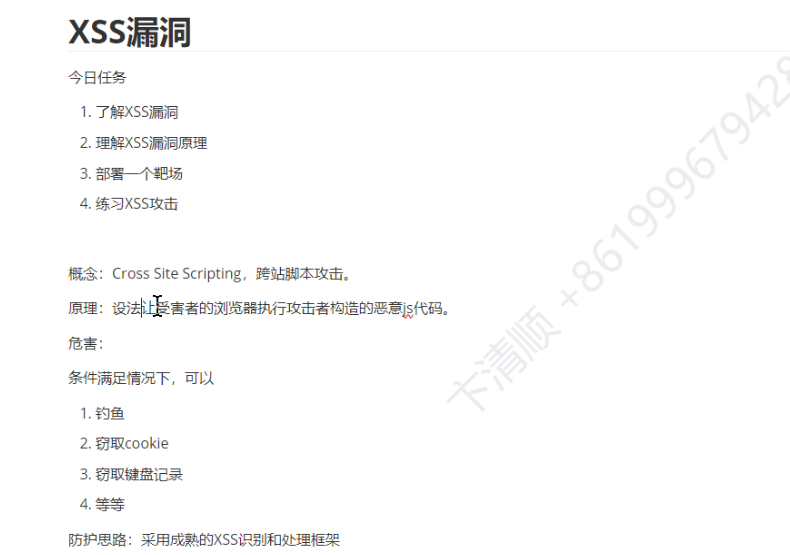 XSS漏洞
今日任务
1. 了解XSS漏洞
2. 理解XSS漏洞原理
3. 部署一个靶场
4. 练习XSS攻击
概念：Cross Site Scripting，跨站脚本攻击。
原理：设法让受害者的浏览器执行攻击者构造的恶意js代码。
危害：
条件满足情况下，可以
1. 钓鱼
2. 窃取cookie
3. 窃取键盘记录
4. 等等
防护思路：采用成熟的XSS识别和处理框架
卞清顺 +861999679428